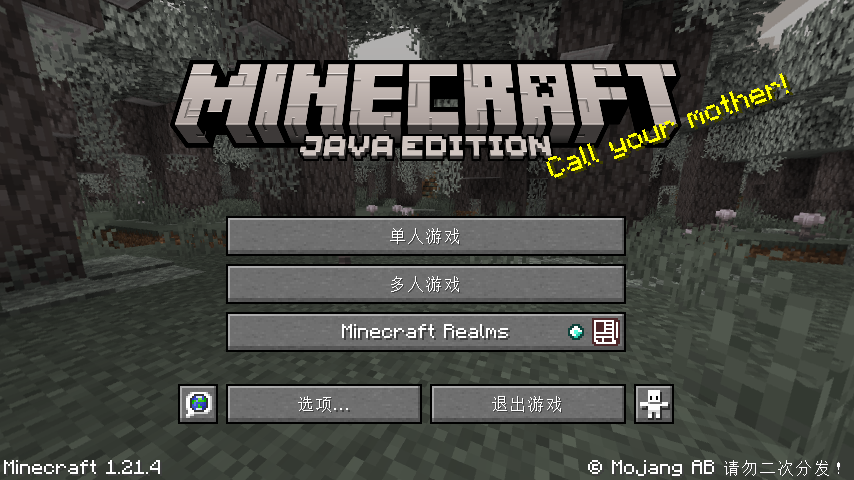 MINECRAFT
JAVA EDITION
Call your mother!
单人游戏
多人游戏
Minecraft Realms
选项...
退出游戏
Minecraft 1.21.4
© Mojang AB 请勿二次分发!